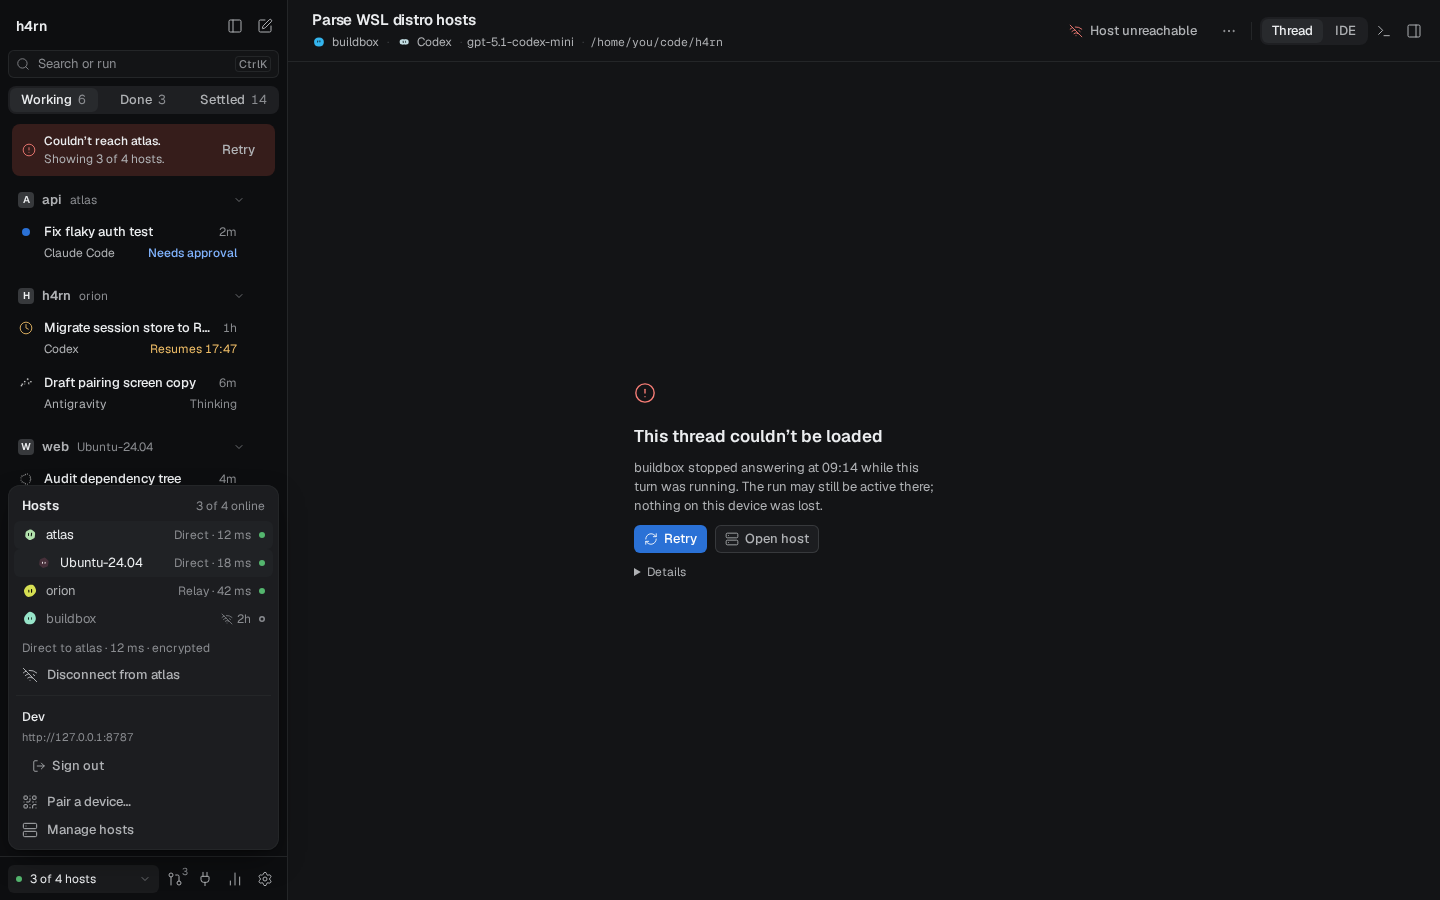 h4rn
Search or run
CtrlK
Working 6
Done 3
Settled 14
Couldn't reach atlas.
Showing 3 of 4 hosts.
Retry
A api atlas
Fix flaky auth test 2m
Claude Code Needs approval
H h4rn orion
Migrate session store to R... 1h
Codex Resumes 17:47
Draft pairing screen copy 6m
Antigravity Thinking
W web Ubuntu-24.04
Audit dependency tree 4m
Hosts 3 of 4 online
atlas Direct · 12 ms
Ubuntu-24.04 Direct · 18 ms
orion Relay · 42 ms
buildbox 2h
Direct to atlas · 12 ms · encrypted
Disconnect from atlas
Dev
http://127.0.0.1:8787
Sign out
Pair a device...
Manage hosts
3 of 4 hosts
3
Parse WSL distro hosts
buildbox · Codex · gpt-5.1-codex-mini · /home/you/code/h4rn
Host unreachable
Thread
IDE
This thread couldn't be loaded
buildbox stopped answering at 09:14 while this
turn was running. The run may still be active there;
nothing on this device was lost.
Retry
Open host
Details